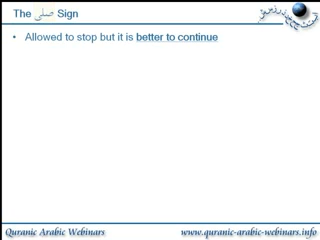 The صلى Sign
• Allowed to stop but it is better to continue
Quranic Arabic Webinars
www.quranic-arabic-webinars.info